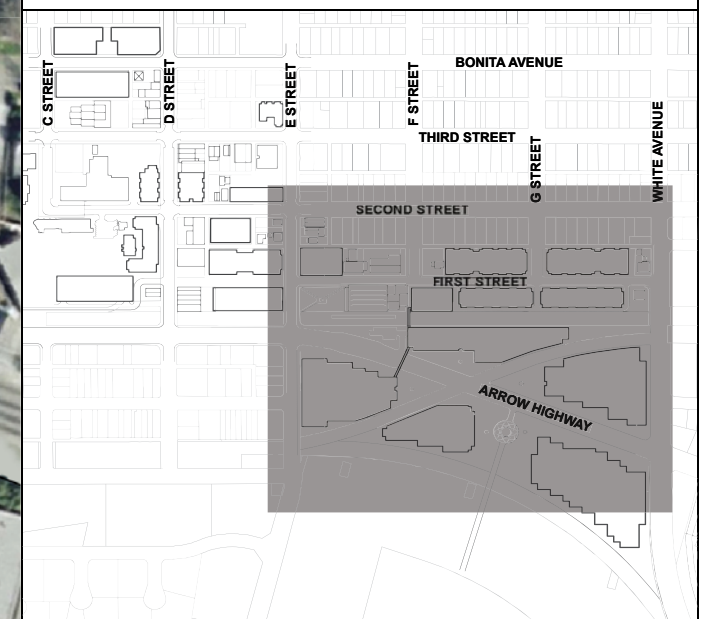 BONITA AVENUE
C STREET
D STREET
E STREET
F STREET
THIRD STREET
G STREET
WHITE AVENUE
SECOND STREET
FIRST STREET
ARROW HIGHWAY